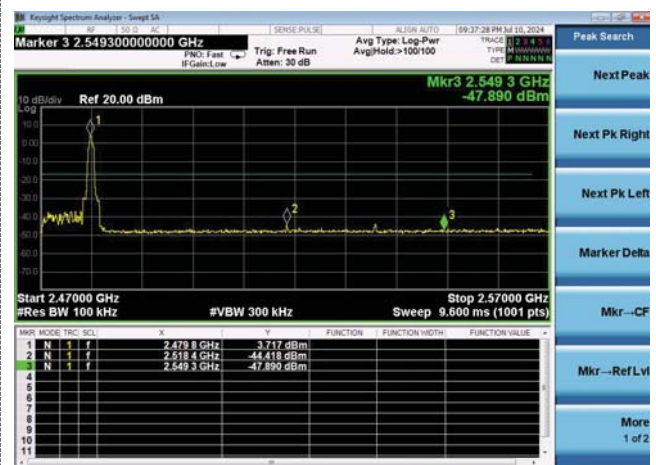 Keysight Spectrum Analyzer - Swept SA
RF 50 Ω AC SENSE:PULSE ALIGN AUTO 09:37:28 PM Jul 10, 2024
Marker 3 2.549300000000 GHz
PNO: Fast Trig: Free Run Avg Type: Log-Pwr TRACE 1 2 3 4 5 6
IFGain:Low Atten: 30 dB Avg|Hold:>100/100 TYPE M
DET P N N N N N
Peak Search
Mkr3 2.549 3 GHz
-47.890 dBm
10 dB/div Ref 20.00 dBm
Log
10.0
0.00
-10.0
-20.0
-30.0
-40.0
-50.0
-60.0
-70.0
1
2
3
Start 2.47000 GHz Stop 2.57000 GHz
#Res BW 100 kHz #VBW 300 kHz Sweep 9.600 ms (1001 pts)
MKR MODE TRC SCL X Y FUNCTION FUNCTION WIDTH FUNCTION VALUE
1 N 1 f 2.479 8 GHz 3.717 dBm
2 N 1 f 2.518 4 GHz -44.418 dBm
3 N 1 f 2.549 3 GHz -47.890 dBm
4
5
6
7
8
9
10
11
Next Peak
Next Pk Right
Next Pk Left
Marker Delta
Mkr→CF
Mkr→RefLvl
More
1 of 2